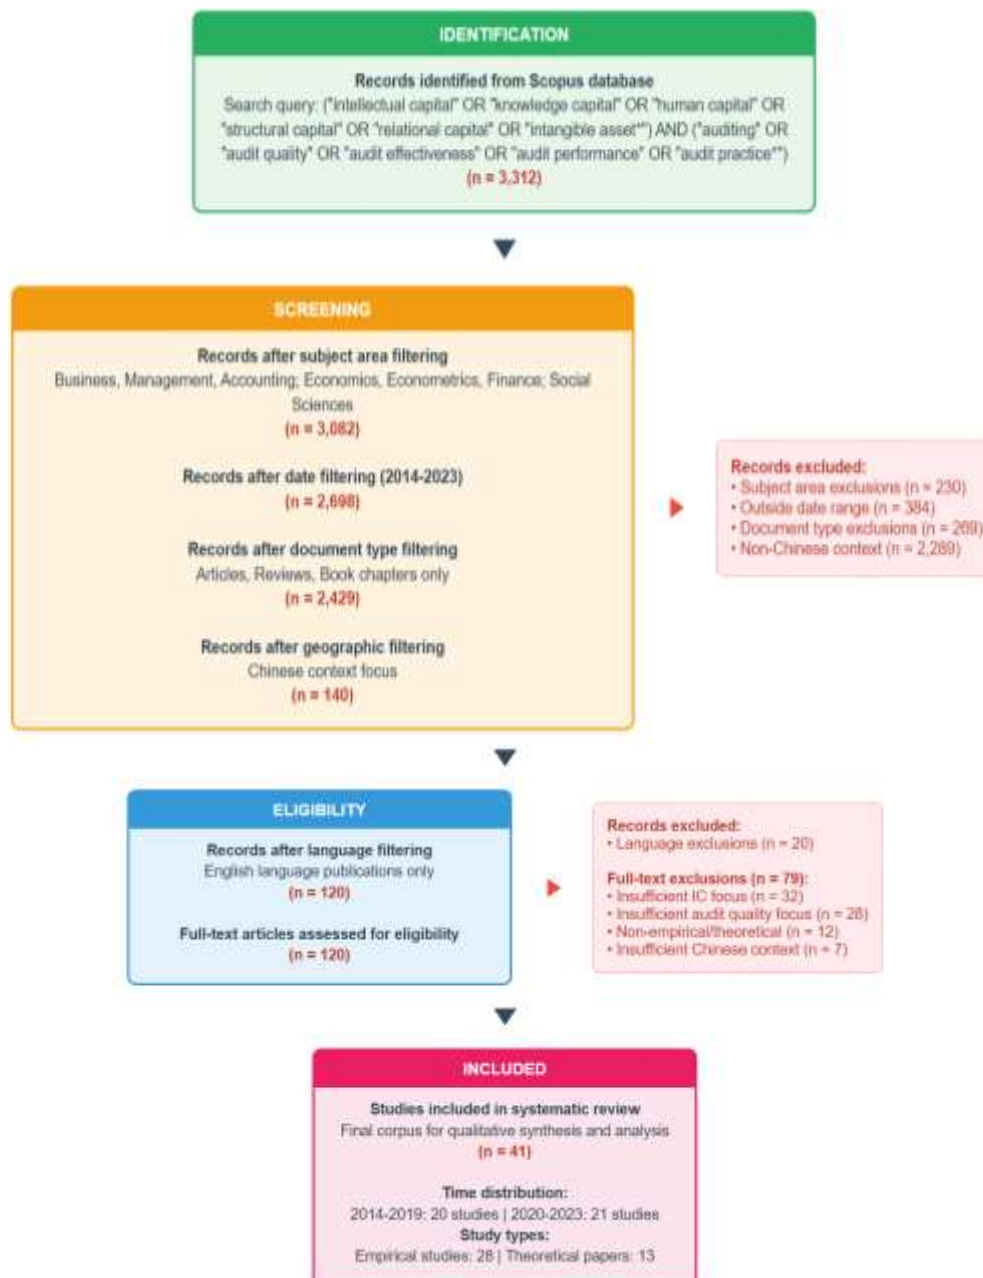 IDENTIFICATION
Records identified from Scopus database
Search query: ("intellectual capital" OR "knowledge capital" OR "human capital" OR
"structural capital" OR "relational capital" OR "intangible asset*") AND ("auditing" OR
"audit quality" OR "audit effectiveness" OR "audit performance" OR "audit practice*")
(n = 3,312)
SCREENING
Records after subject area filtering
Business, Management, Accounting; Economics, Econometrics, Finance; Social
Sciences
(n = 3,082)
Records after date filtering (2014-2023)
(n = 2,698)
Records after document type filtering
Articles, Reviews, Book chapters only
(n = 2,429)
Records after geographic filtering
Chinese context focus
(n = 140)
Records excluded:
• Subject area exclusions (n = 230)
• Outside date range (n = 384)
• Document type exclusions (n = 269)
• Non-Chinese context (n = 2,289)
ELIGIBILITY
Records after language filtering
English language publications only
(n = 120)
Full-text articles assessed for eligibility
(n = 120)
Records excluded:
• Language exclusions (n = 20)
Full-text exclusions (n = 79):
• Insufficient IC focus (n = 32)
• Insufficient audit quality focus (n = 28)
• Non-empirical/theoretical (n = 12)
• Insufficient Chinese context (n = 7)
INCLUDED
Studies included in systematic review
Final corpus for qualitative synthesis and analysis
(n = 41)
Time distribution:
2014-2019: 20 studies | 2020-2023: 21 studies
Study types:
Empirical studies: 28 | Theoretical papers: 13